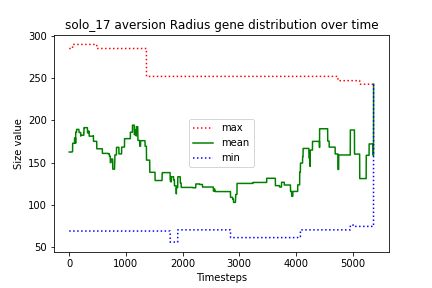 solo_17 aversion Radius gene distribution over time
Size value
300
250
200
150
100
50
max
mean
min
0
1000
2000
3000
4000
5000
Timesteps